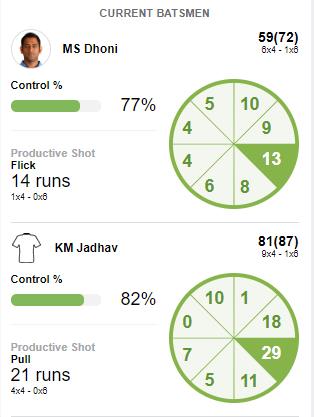 CURRENT BATSMEN
MS Dhoni
59(72)
6x4 - 1x6
Control %
77%
Productive Shot
Flick
14 runs
1x4 - 0x6
5 10
4 9
4 13
6 8
KM Jadhav
81(87)
9x4 - 1x6
Control %
82%
Productive Shot
Pull
21 runs
4x4 - 0x6
10 1
0 18
7 29
5 11